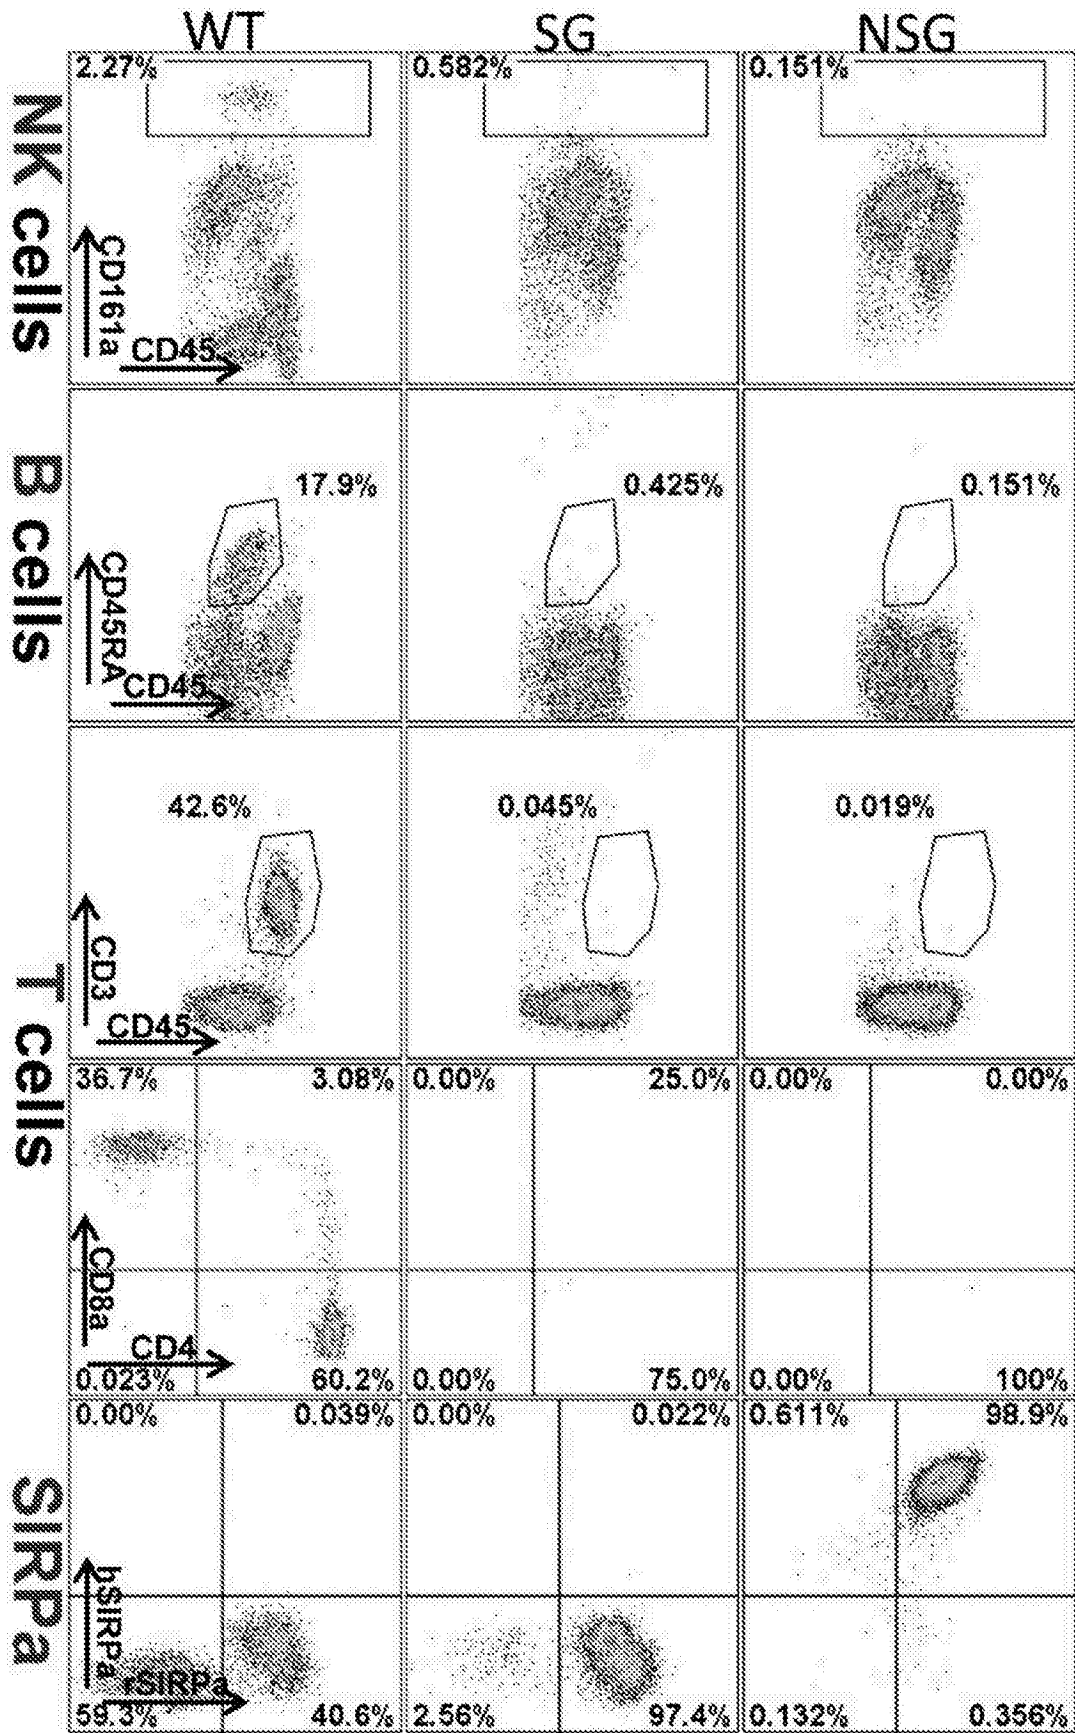 WT SG NSG
NK cells
2.27% 0.582% 0.151%
CD161a
CD45
B cells
17.9% 0.425% 0.151%
CD45RA
CD45
T cells
42.6% 0.045% 0.019%
CD3
CD45
36.7% 3.08% 0.00% 25.0% 0.00% 0.00%
CD8a
CD4
0.023% 60.2% 0.00% 75.0% 0.00% 100%
SIRPa
0.00% 0.039% 0.00% 0.022% 0.611% 98.9%
hSIRPa
rSIRPa
59.3% 40.6% 2.56% 97.4% 0.132% 0.356%